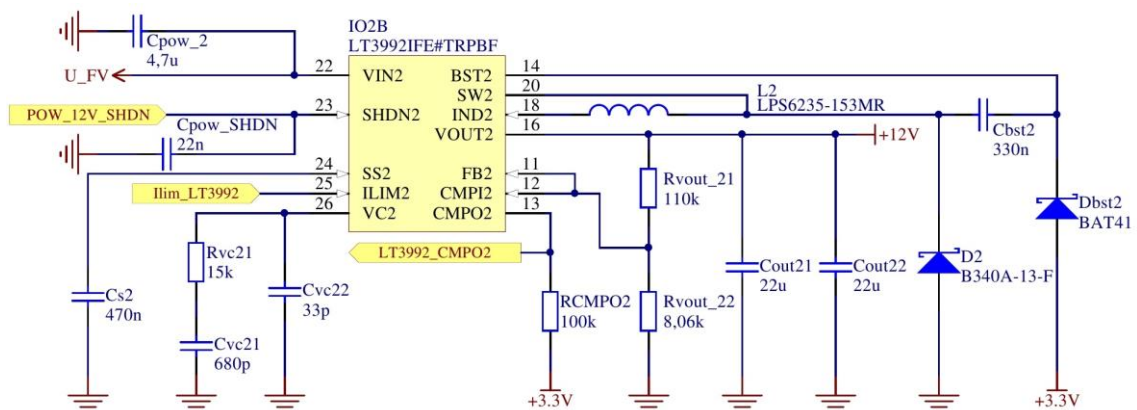 IO2B
LT3992IFE#TRPBF
Cpow_2
4,7u
U_FV
22
VIN2
BST2
14
SW2
20
L2
LPS6235-153MR
POW_12V_SHDN
23
SHDN2
IND2
18
Cpow_SHDN
22n
VOUT2
16
+12V
Cbst2
330n
24
SS2
FB2
11
Ilim_LT3992
25
ILIM2
CMPI2
12
26
VC2
CMPO2
13
Rvout_21
110k
Dbst2
BAT41
LT3992_CMPO2
Rvc21
15k
D2
B340A-13-F
Cs2
470n
Cvc22
33p
RCMPO2
100k
Rvout_22
8,06k
Cout21
22u
Cout22
22u
Cvc21
680p
+3.3V
+3.3V